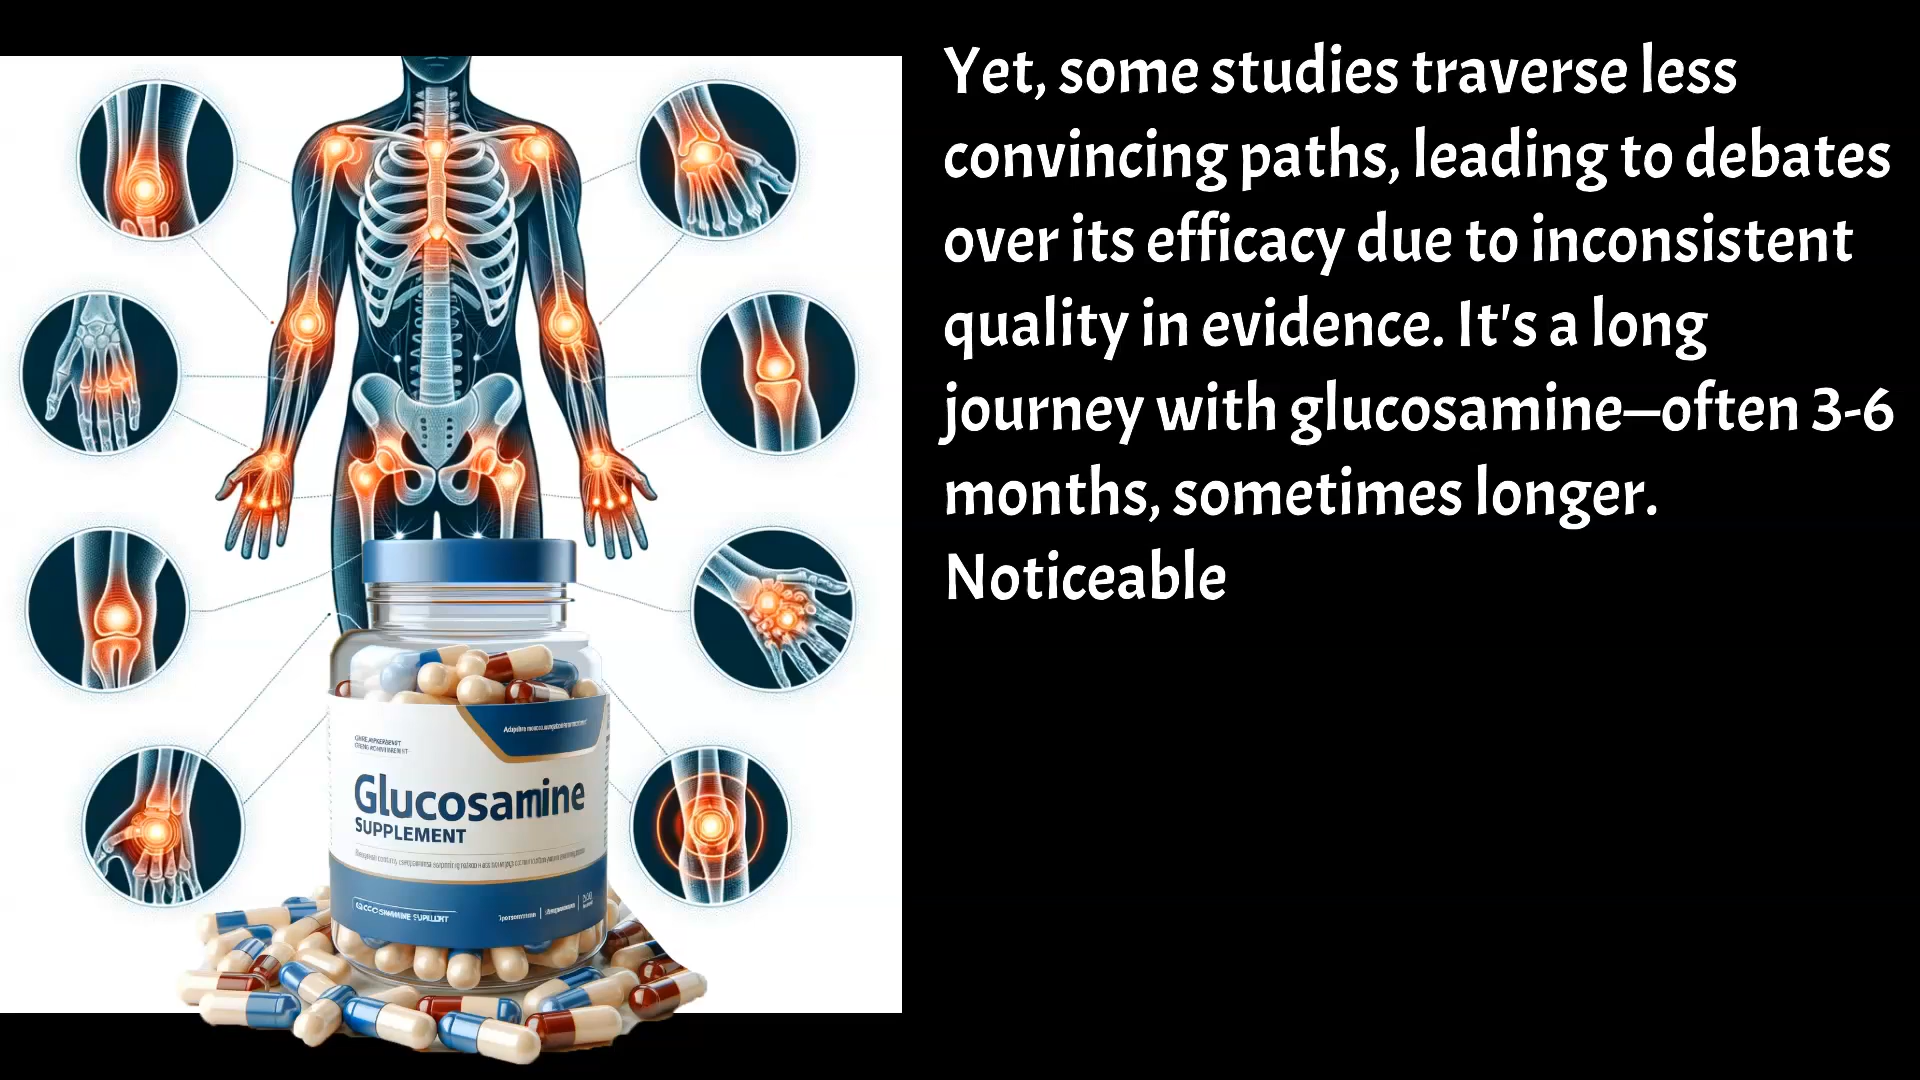 Yet, some studies traverse less
convincing paths, leading to debates
over its efficacy due to inconsistent
quality in evidence. It's a long
journey with glucosamine—often 3-6
months, sometimes longer.
Noticeable
Glucosamine
SUPPLEMENT